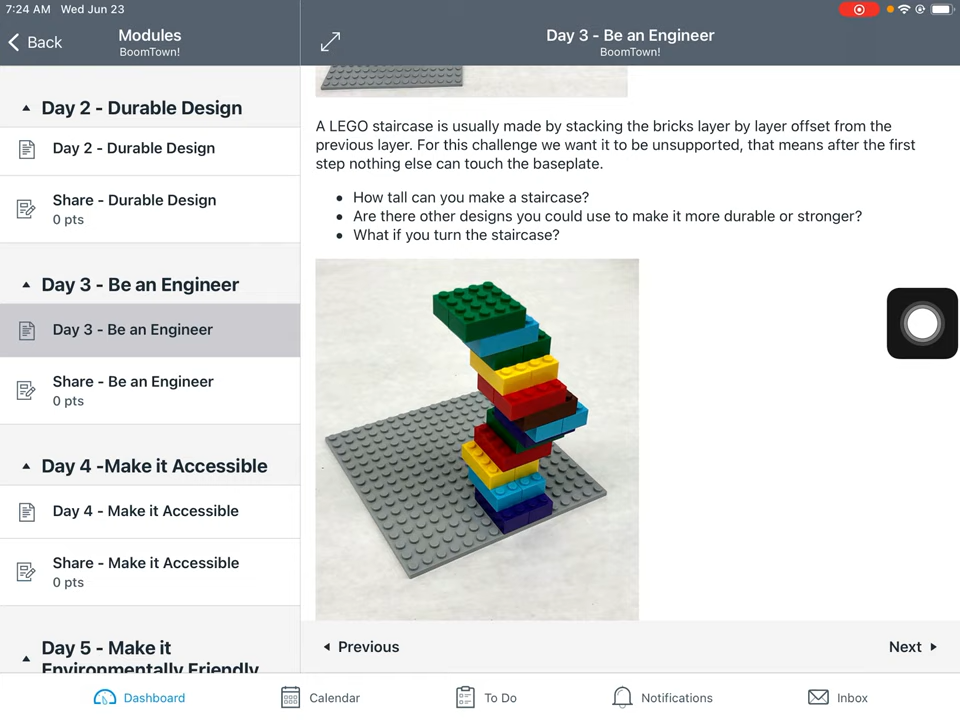 7:24 AM Wed Jun 23
Back
Modules
BoomTown!
Day 3 - Be an Engineer
BoomTown!
Day 2 - Durable Design
Day 2 - Durable Design
Share - Durable Design
0 pts
Day 3 - Be an Engineer
Day 3 - Be an Engineer
Share - Be an Engineer
0 pts
Day 4 -Make it Accessible
Day 4 - Make it Accessible
Share - Make it Accessible
0 pts
Day 5 - Make it
Environmentally Friendly
A LEGO staircase is usually made by stacking the bricks layer by layer offset from the
previous layer. For this challenge we want it to be unsupported, that means after the first
step nothing else can touch the baseplate.
• How tall can you make a staircase?
• Are there other designs you could use to make it more durable or stronger?
• What if you turn the staircase?
Previous
Next
Dashboard
Calendar
To Do
Notifications
Inbox